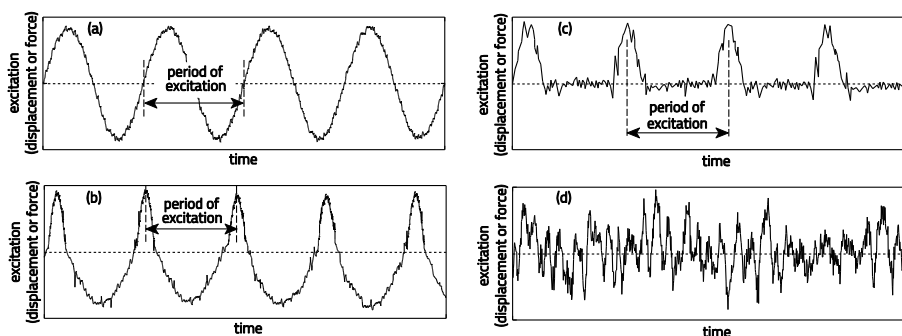 (a)
excitation
(displacement or force)
period of
excitation
time
(b)
excitation
(displacement or force)
period of
excitation
time
(c)
excitation
(displacement or force)
period of
excitation
time
(d)
excitation
(displacement or force)
time